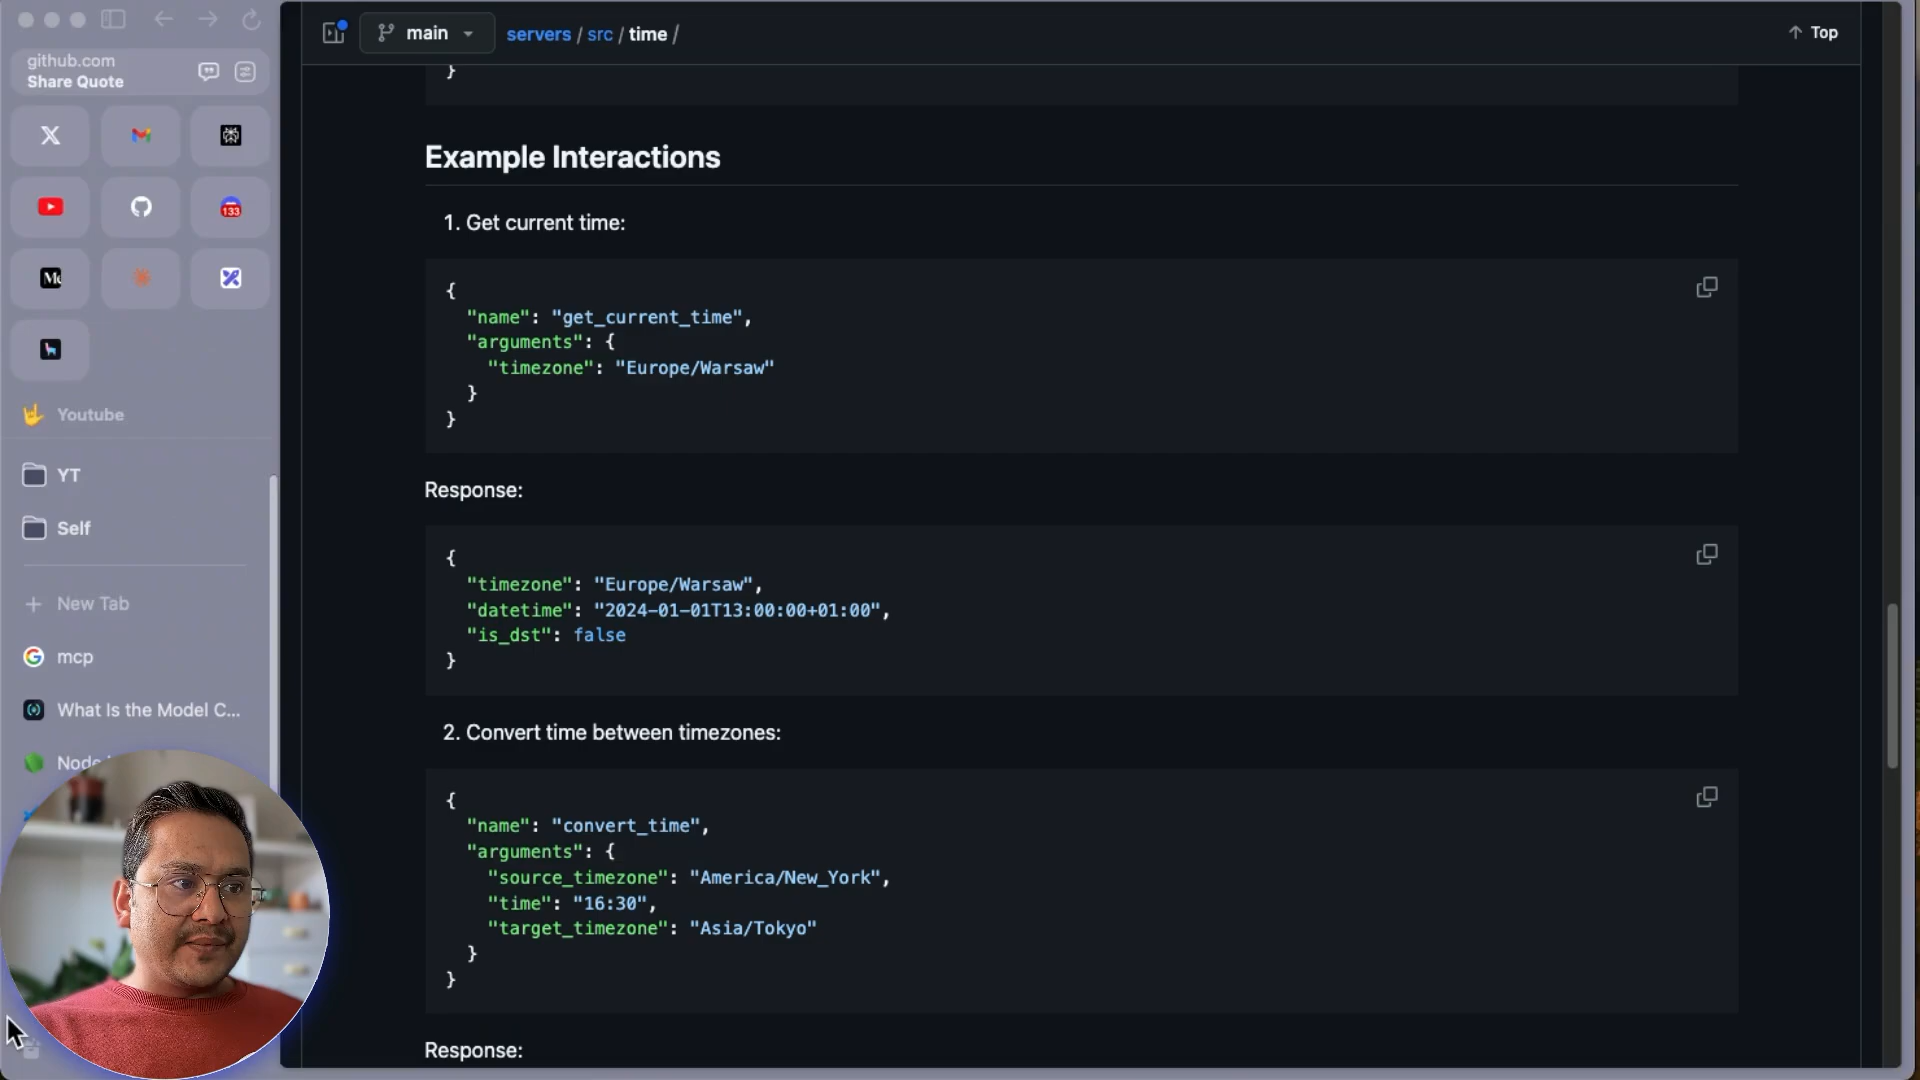 github.com
Share Quote
133
Youtube
YT
Self
New Tab
mcp
What Is the Model C...
main
servers / src / time /
Top
}
Example Interactions
1. Get current time:
{
"name": "get_current_time",
"arguments": {
"timezone": "Europe/Warsaw"
}
}
Response:
{
"timezone": "Europe/Warsaw",
"datetime": "2024-01-01T13:00:00+01:00",
"is_dst": false
}
2. Convert time between timezones:
{
"name": "convert_time",
"arguments": {
"source_timezone": "America/New_York",
"time": "16:30",
"target_timezone": "Asia/Tokyo"
}
}
Response: